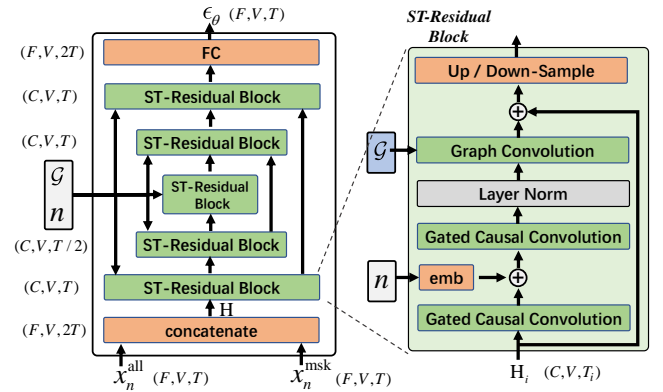 ϵ_θ (F,V,T)
(F,V,2T) FC
(C,V,T) ST-Residual Block
(C,V,T) ST-Residual Block
𝒢
n
ST-Residual
Block
(C,V,T/2) ST-Residual Block
(C,V,T) ST-Residual Block
H
(F,V,2T) concatenate
x_n^all (F,V,T) x_n^msk (F,V,T)
ST-Residual
Block
Up / Down-Sample
+
𝒢 Graph Convolution
Layer Norm
Gated Causal Convolution
n emb +
Gated Causal Convolution
H_i (C,V,T_i)